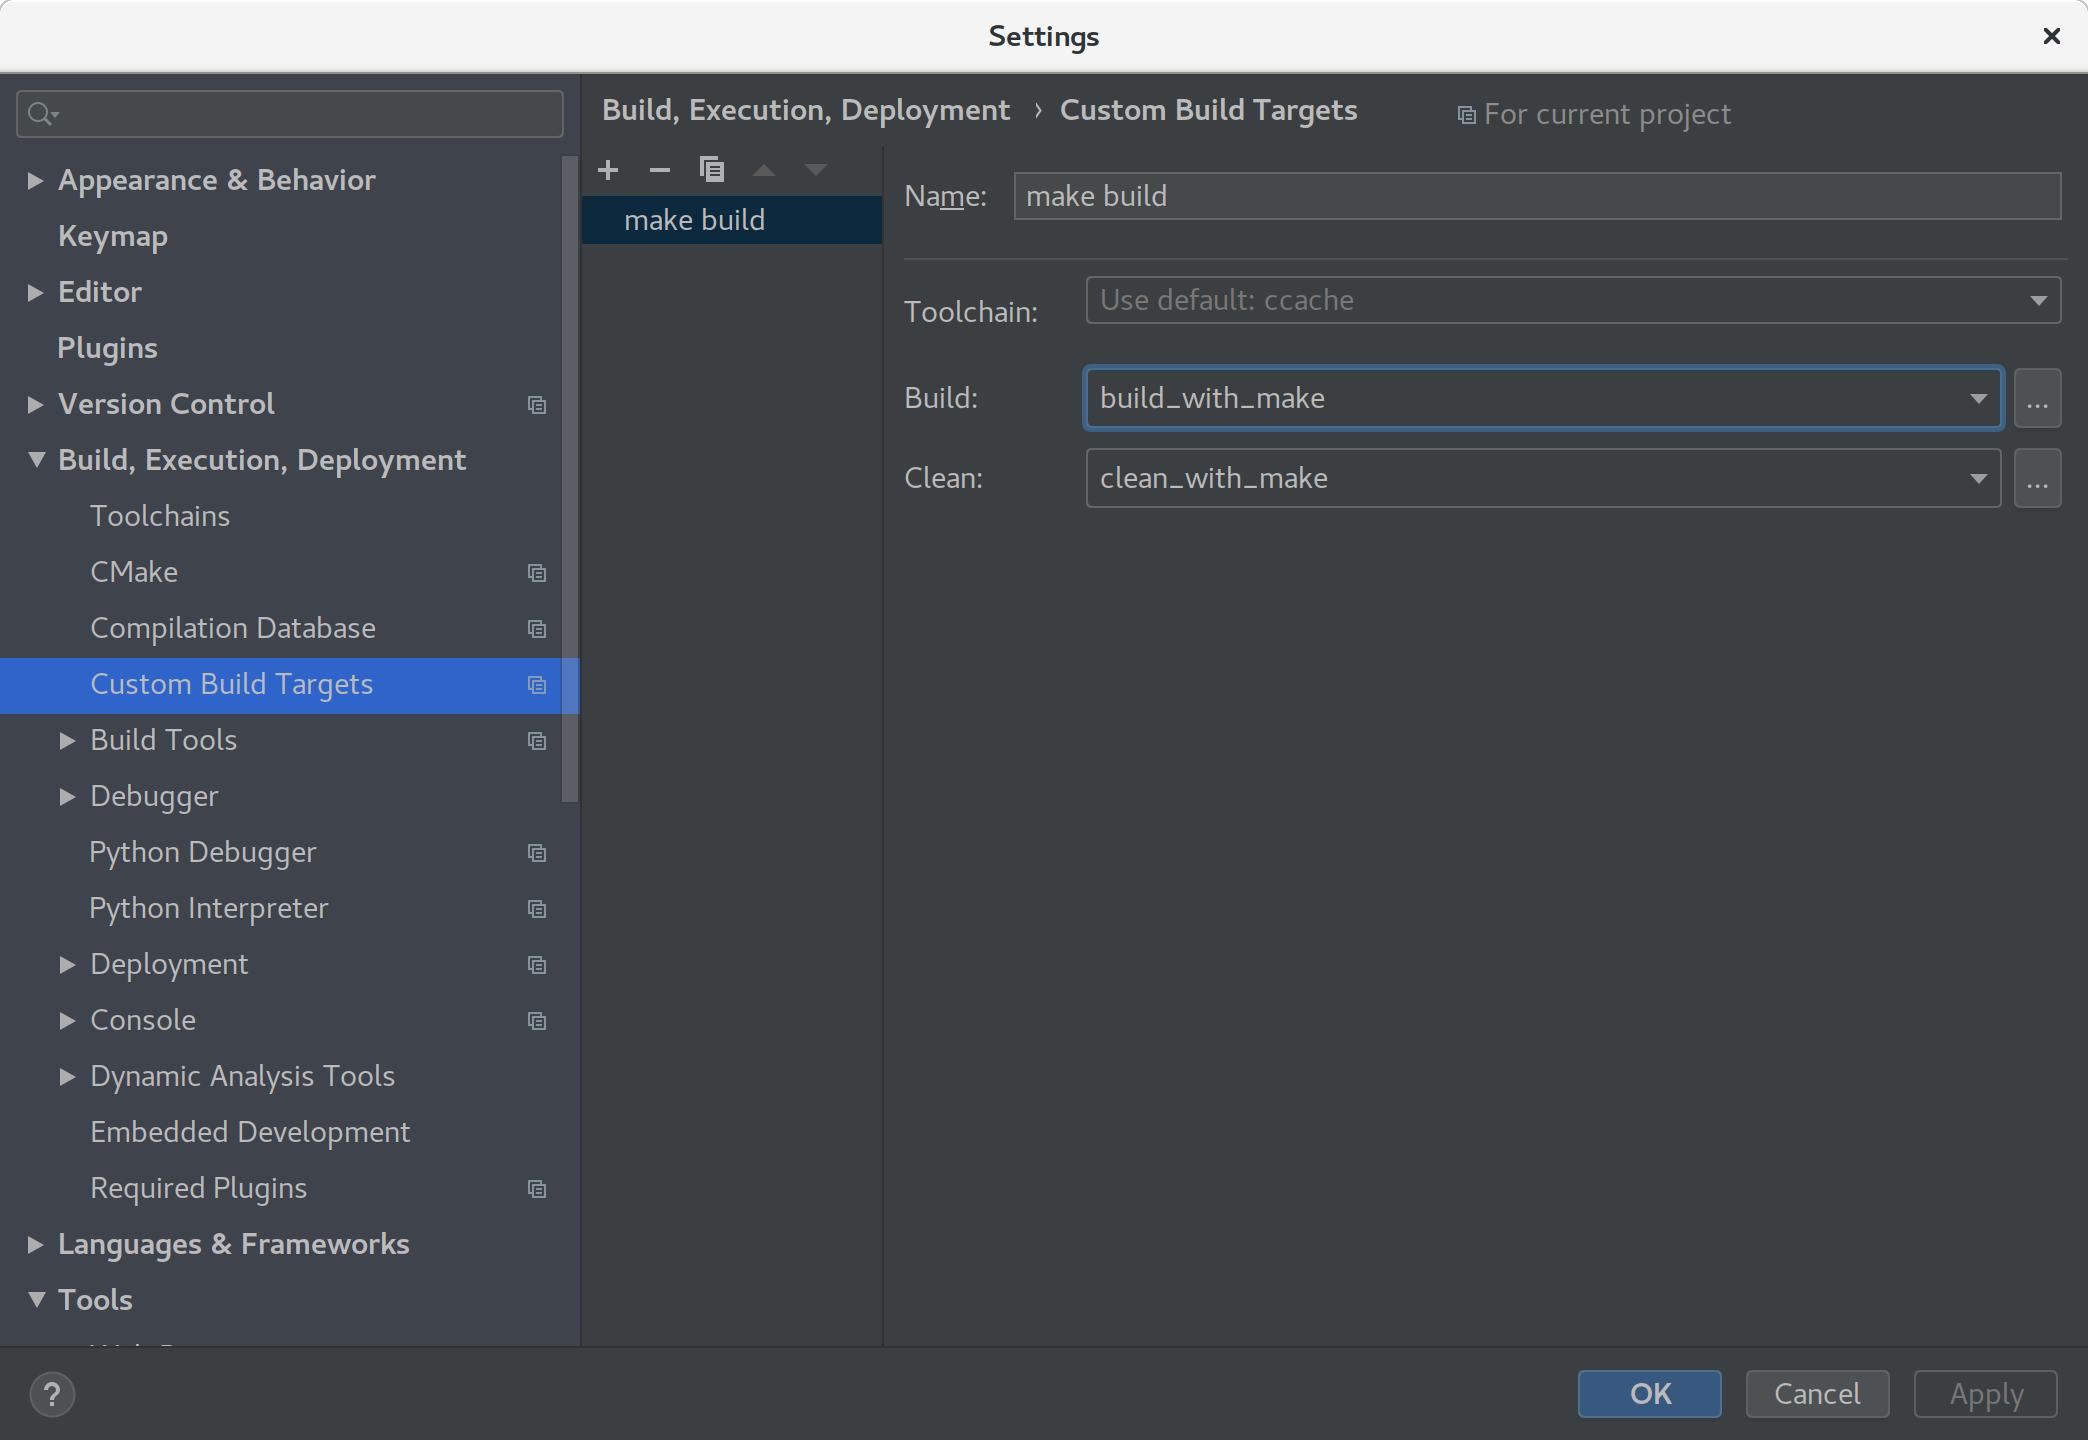 Settings
Build, Execution, Deployment › Custom Build Targets
For current project
Appearance & Behavior
Keymap
Editor
Plugins
Version Control
Build, Execution, Deployment
Toolchains
CMake
Compilation Database
Custom Build Targets
Build Tools
Debugger
Python Debugger
Python Interpreter
Deployment
Console
Dynamic Analysis Tools
Embedded Development
Required Plugins
Languages & Frameworks
Tools
make build
Name: make build
Toolchain: Use default: ccache
Build: build_with_make ...
Clean: clean_with_make ...
?
OK
Cancel
Apply